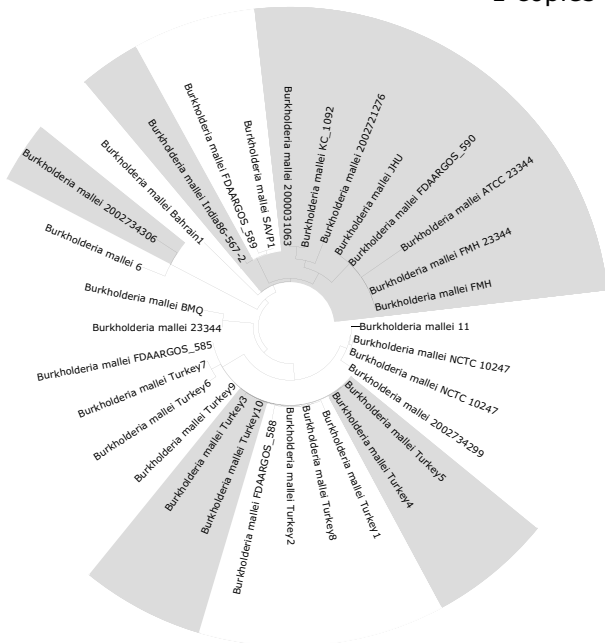 Burkholderia mallei 2000031063
Burkholderia mallei KC_1092
Burkholderia mallei 2002721276
Burkholderia mallei JHU
Burkholderia mallei FDAARGOS_590
Burkholderia mallei ATCC 23344
Burkholderia mallei FMH 23344
Burkholderia mallei FMH
Burkholderia mallei 11
Burkholderia mallei NCTC 10247
Burkholderia mallei NCTC 10247
Burkholderia mallei 2002734299
Burkholderia mallei Turkey5
Burkholderia mallei Turkey4
Burkholderia mallei Turkey1
Burkholderia mallei Turkey8
Burkholderia mallei Turkey2
Burkholderia mallei FDAARGOS_588
Burkholderia mallei Turkey10
Burkholderia mallei Turkey3
Burkholderia mallei Turkey9
Burkholderia mallei Turkey6
Burkholderia mallei Turkey7
Burkholderia mallei FDAARGOS_585
Burkholderia mallei 23344
Burkholderia mallei BMQ
Burkholderia mallei 6
Burkholderia mallei 2002734306
Burkholderia mallei Bahrain1
Burkholderia mallei India86-567-2
Burkholderia mallei FDAARGOS_589
Burkholderia mallei SAVP1